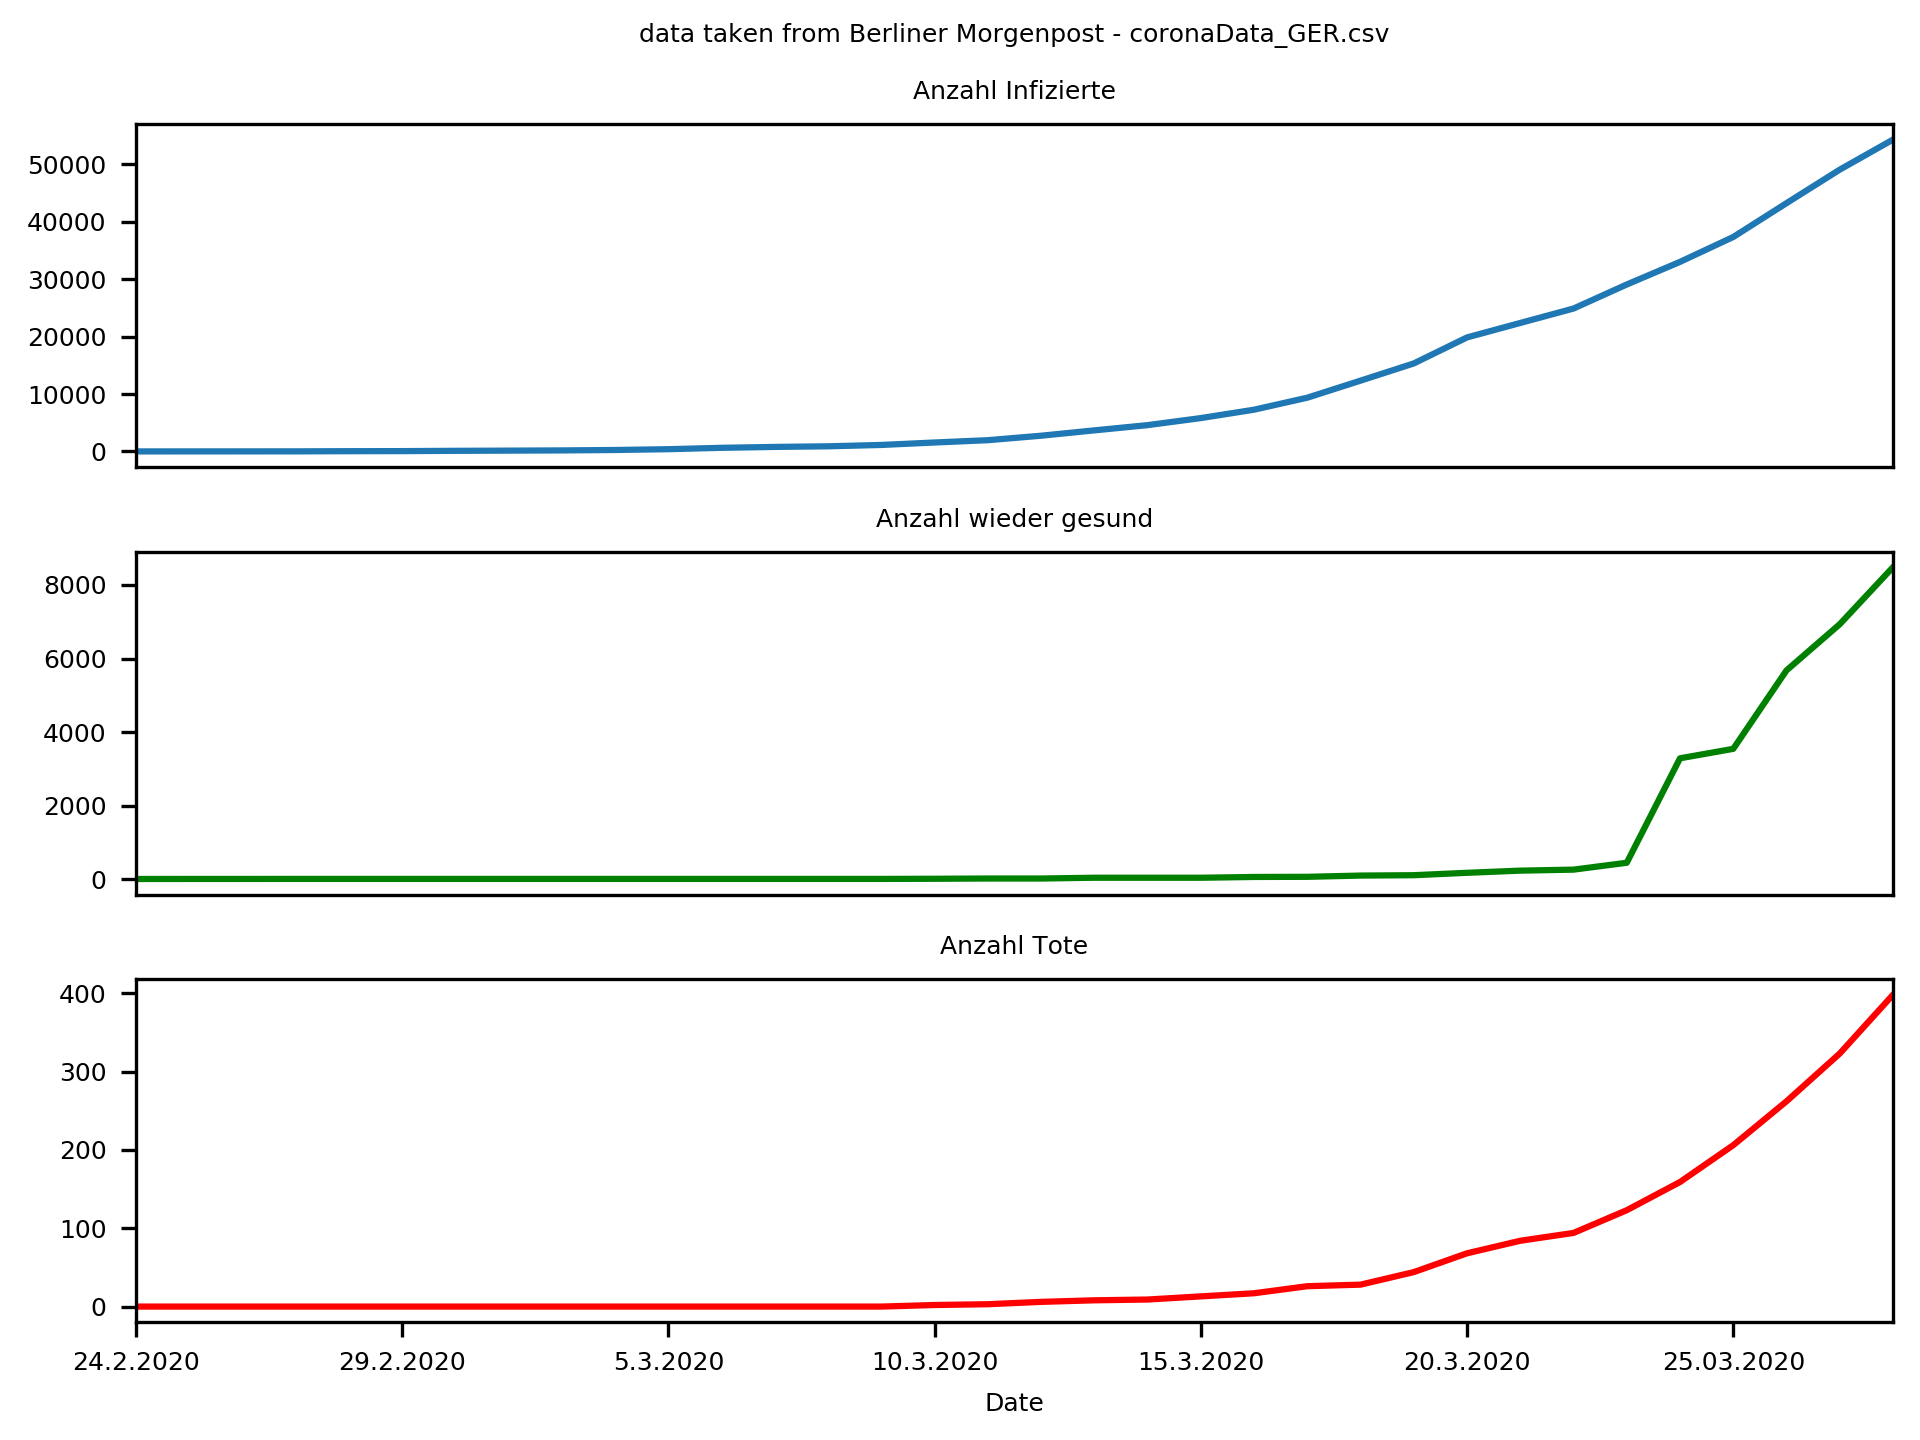 data taken from Berliner Morgenpost - coronaData_GER.csv
Anzahl Infizierte
50000
40000
30000
20000
10000
0
Anzahl wieder gesund
8000
6000
4000
2000
0
Anzahl Tote
400
300
200
100
0
24.2.2020 29.2.2020 5.3.2020 10.3.2020 15.3.2020 20.3.2020 25.03.2020
Date